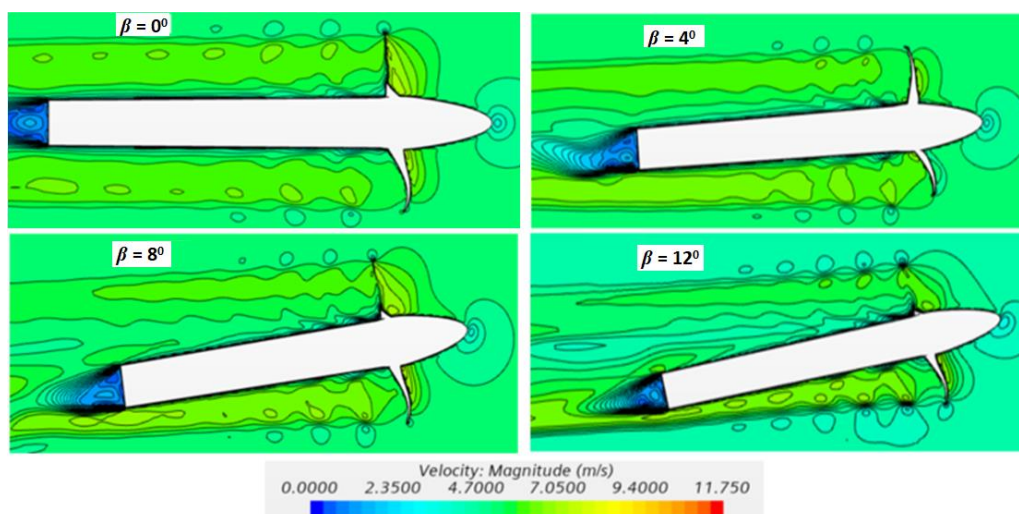 β = 0⁰
β = 4⁰
β = 8⁰
β = 12⁰
Velocity: Magnitude (m/s)
0.0000 2.3500 4.7000 7.0500 9.4000 11.750